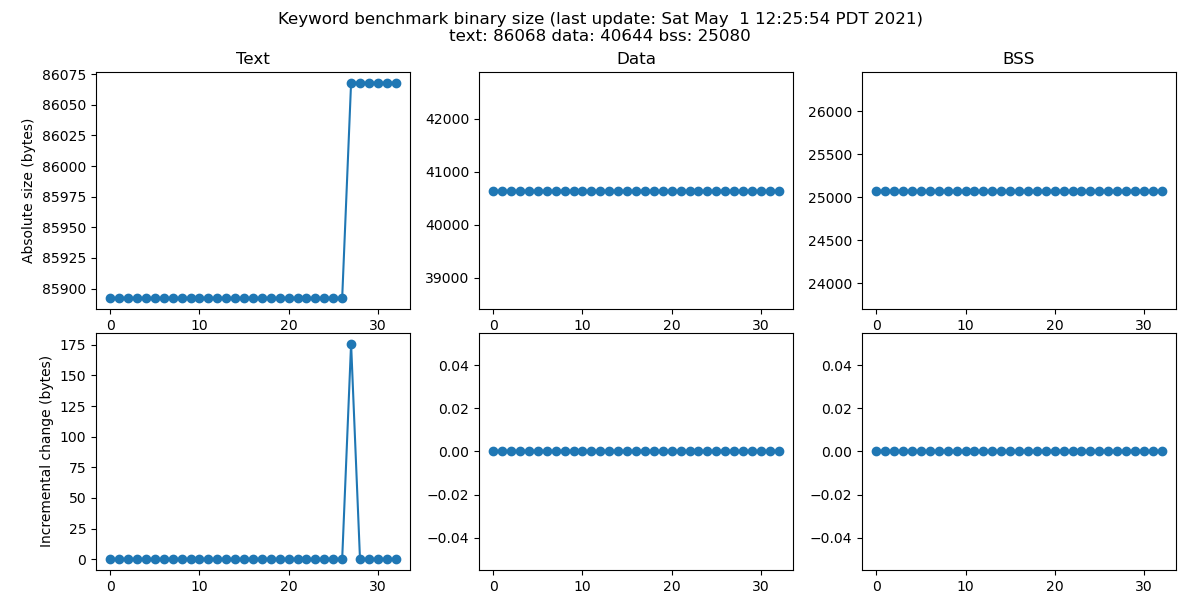 Keyword benchmark binary size (last update: Sat May  1 12:25:54 PDT 2021)
text: 86068 data: 40644 bss: 25080
Text
Absolute size (bytes)
86075
86050
86025
86000
85975
85950
85925
85900
0 10 20 30
Data
42000
41000
40000
39000
0 10 20 30
BSS
26000
25500
25000
24500
24000
0 10 20 30
Incremental change (bytes)
175
150
125
100
75
50
25
0
0 10 20 30
0.04
0.02
0.00
−0.02
−0.04
0 10 20 30
0.04
0.02
0.00
−0.02
−0.04
0 10 20 30